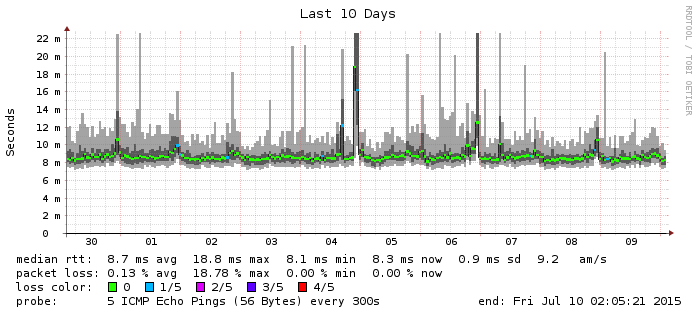 Last 10 Days
RRDTOOL / TOBI OETIKER
Seconds
22 m
20 m
18 m
16 m
14 m
12 m
10 m
8 m
6 m
4 m
2 m
0
30 01 02 03 04 05 06 07 08 09
median rtt: 8.7 ms avg 18.8 ms max 8.1 ms min 8.3 ms now 0.9 ms sd 9.2 am/s
packet loss: 0.13 % avg 18.78 % max 0.00 % min 0.00 % now
loss color: 0 1/5 2/5 3/5 4/5
probe: 5 ICMP Echo Pings (56 Bytes) every 300s end: Fri Jul 10 02:05:21 2015